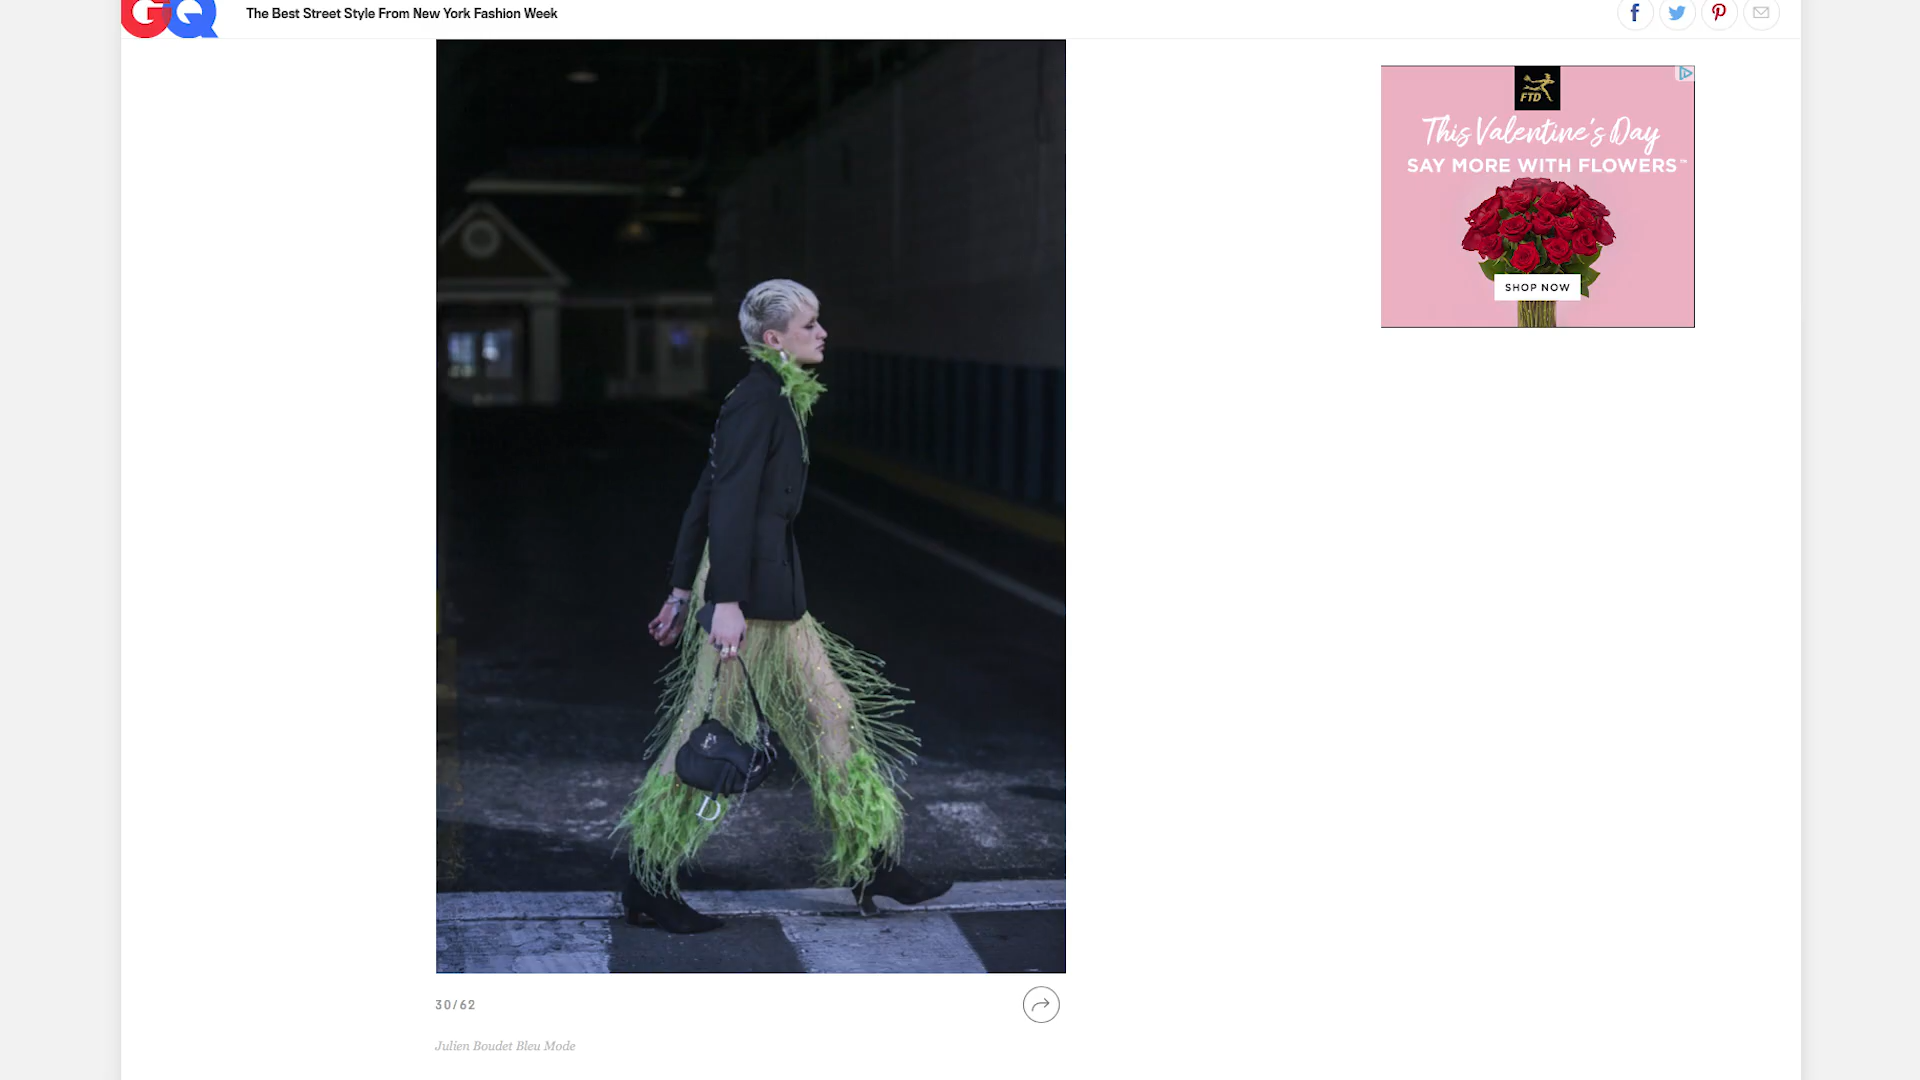 GQ
The Best Street Style From New York Fashion Week
FTD
This Valentine's Day
SAY MORE WITH FLOWERS™
SHOP NOW
D
30/62
Julien Boudet Bleu Mode